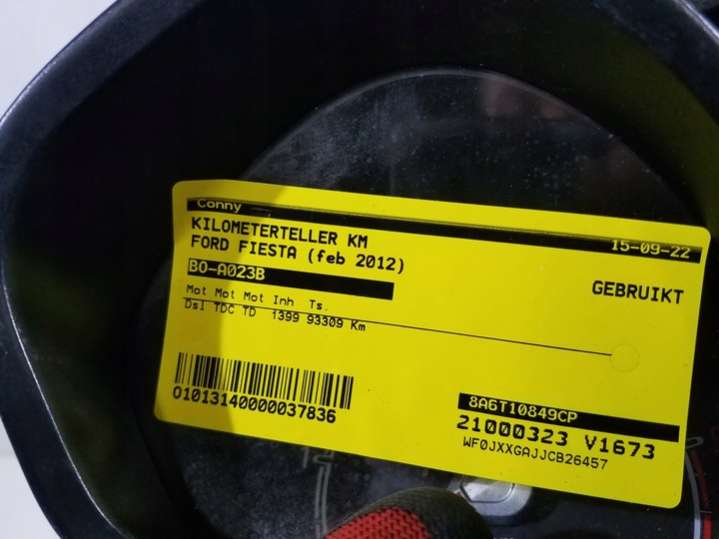 Conny
15-09-22
KILOMETERTELLER KM
FORD FIESTA (feb 2012)
BO-A023B
GEBRUIKT
Mot Mot Mot Inh Ts.
Dsl TDC TD 1399 93309 Km
01013140000037836
8A6T10849CP
21000323 V1673
WF0JXXGAJJCB26457